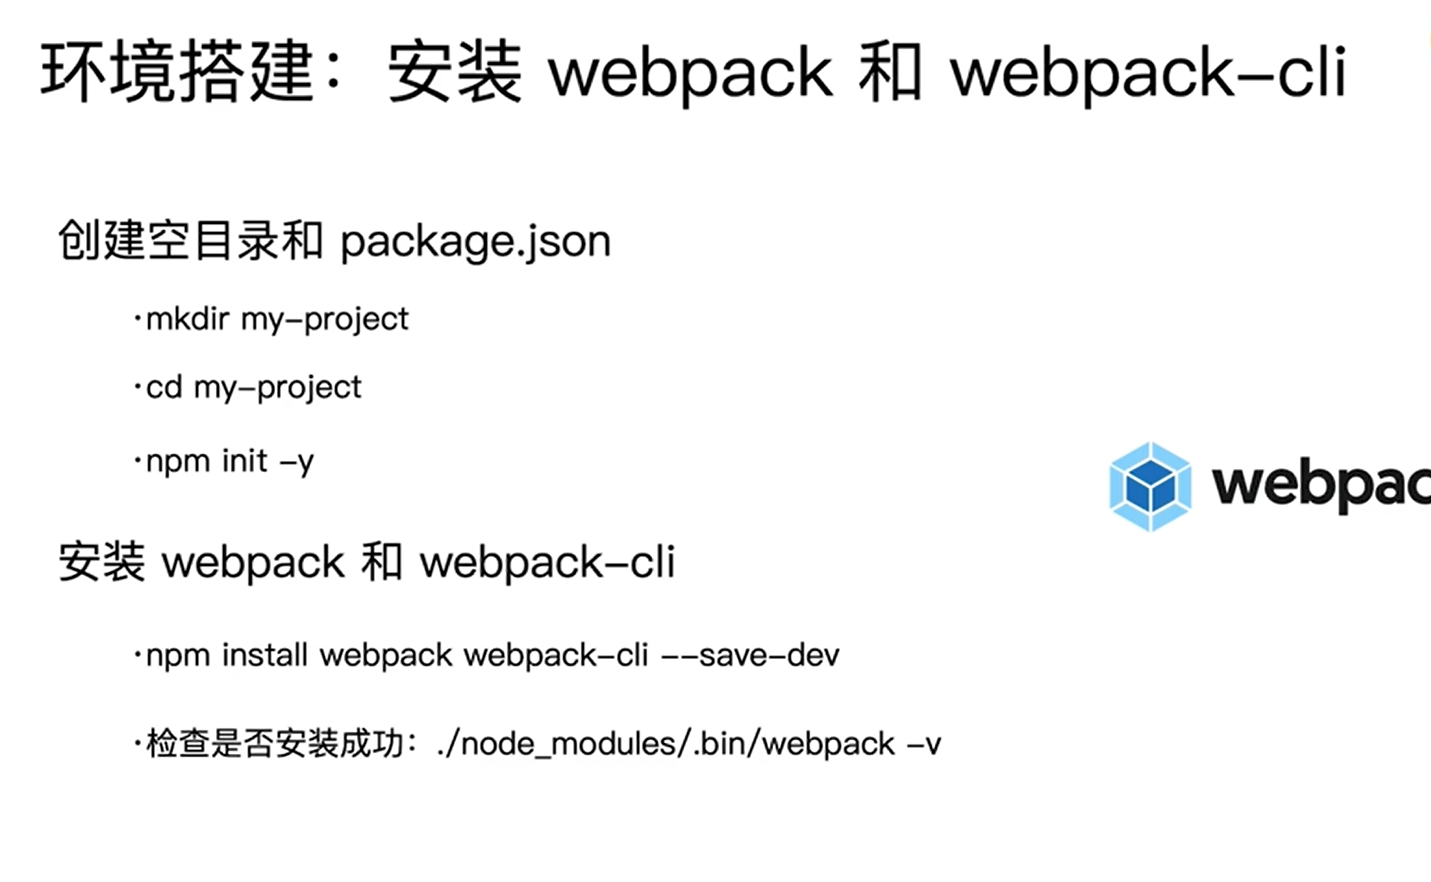 环境搭建：安装 webpack 和 webpack-cli
创建空目录和 package.json
·mkdir my-project
·cd my-project
·npm init -y
webpac
安装 webpack 和 webpack-cli
·npm install webpack webpack-cli --save-dev
·检查是否安装成功：./node_modules/.bin/webpack -v